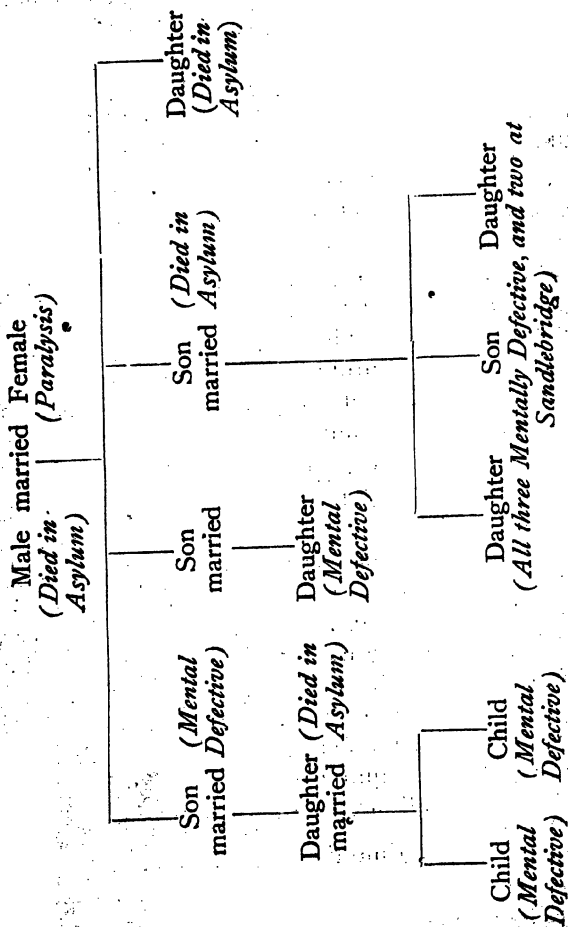 Male married Female
(Died in (Paralysis)
Asylum)
Son
married (Mental Defective)
Son
married
Son (Died in
married Asylum)
Daughter
(Died in
Asylum)
Daughter (Died in
married Asylum)
Daughter
(Mental
Defective)
Child
(Mental
Defective)
Child
(Mental
Defective)
Daughter Son Daughter
(All three Mentally Defective, and two at
Sandlebridge)